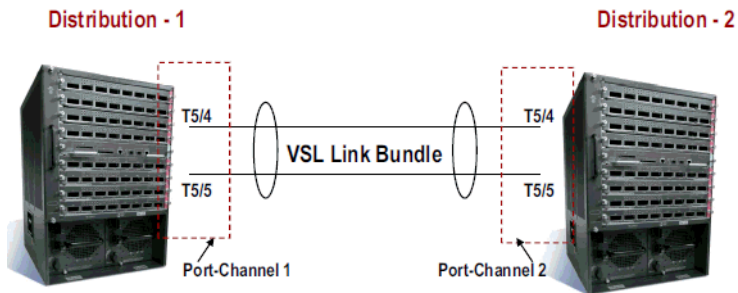 Distribution - 1
Distribution - 2
T5/4
T5/4
VSL Link Bundle
T5/5
T5/5
Port-Channel 1
Port-Channel 2